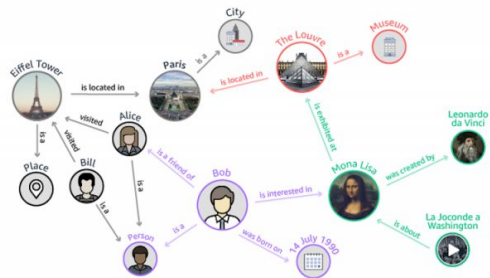 City
is a
The Louvre
Museum
is a
Eiffel Tower
Paris
is located in
is located in
visited
Alice
is a
visited
is a friend of
is exhibited at
Leonardo
da Vinci
Place
Bill
is a
Bob
is interested in
Mona Lisa
was created by
is a
is a
La Joconde a
Washington
Person
was born on
14 July 1990
is about